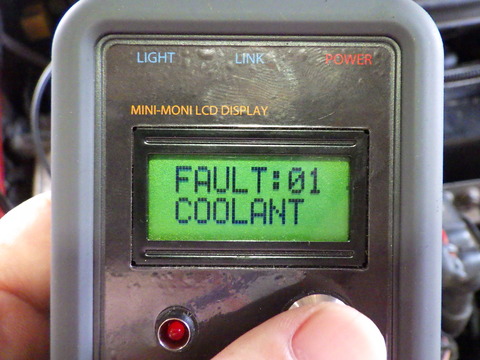 LIGHT LINK POWER
MINI-MONI LCD DISPLAY
FAULT:01
COOLANT